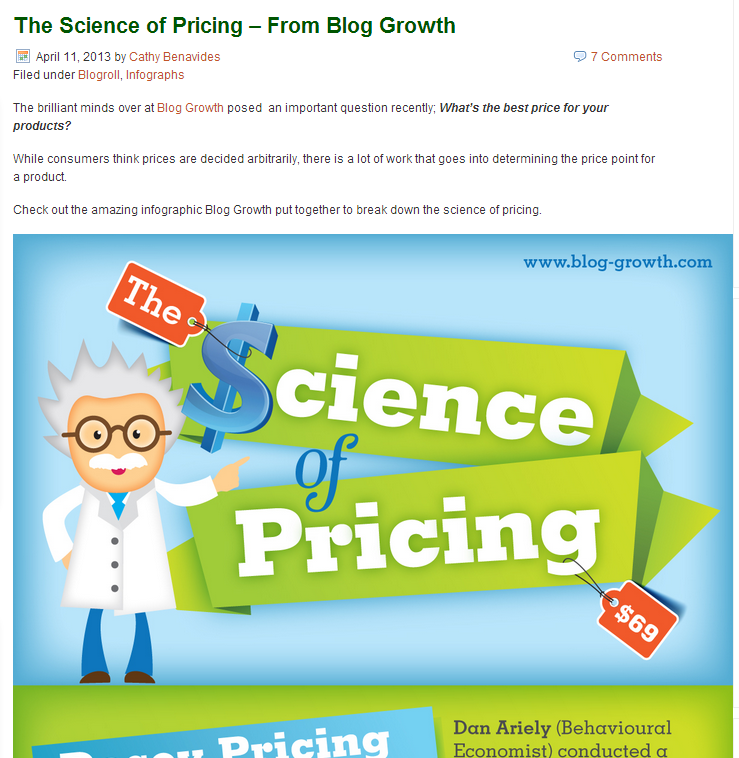 The Science of Pricing – From Blog Growth
April 11, 2013 by Cathy Benavides
7 Comments
Filed under Blogroll, Infographs
The brilliant minds over at Blog Growth posed an important question recently; What's the best price for your
products?
While consumers think prices are decided arbitrarily, there is a lot of work that goes into determining the price point for
a product.
Check out the amazing infographic Blog Growth put together to break down the science of pricing.
www.blog-growth.com
The
$cience
of
Pricing
$69
Pricing
Dan Ariely (Behavioural
Economist) conducted a